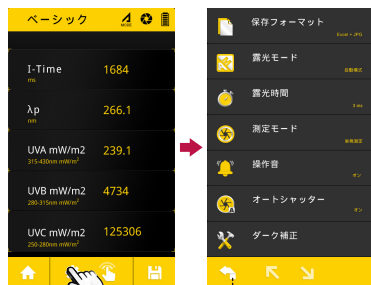 ベーシック
MODE
I-Time
1684
ms
λp
266.1
nm
UVA mW/m2
239.1
315-430nm mW/m²
UVB mW/m2
4734
280-315nm mW/m²
UVC mW/m2
125306
250-280nm mW/m²
保存フォーマット
Excel + JPG
露光モード
自動模式
露光時間
3 ms
測定モード
単発測定
操作音
オン
オートシャッター
オン
ダーク補正